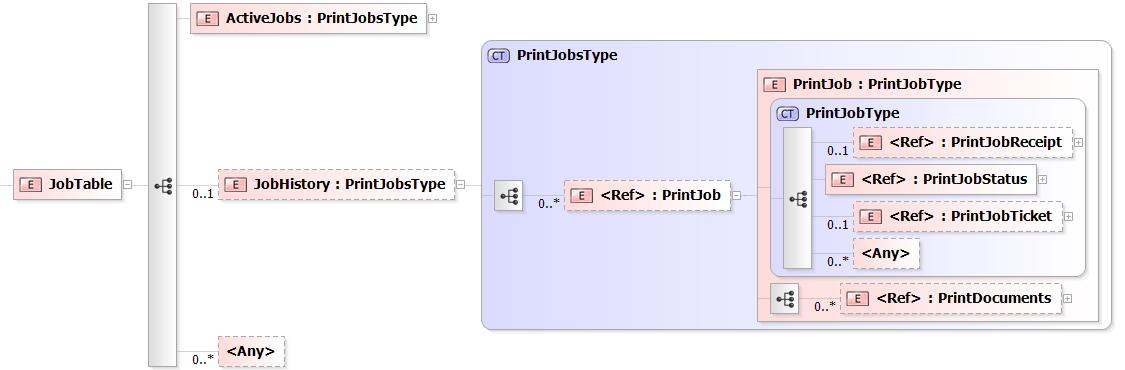 E ActiveJobs : PrintJobsType
CT PrintJobsType
E PrintJob : PrintJobType
CT PrintJobType
0..1 E <Ref> : PrintJobReceipt
E <Ref> : PrintJobStatus
E JobTable
0..1 E JobHistory : PrintJobsType
0..* E <Ref> : PrintJob
0..1 E <Ref> : PrintJobTicket
0..* <Any>
0..* E <Ref> : PrintDocuments
0..* <Any>